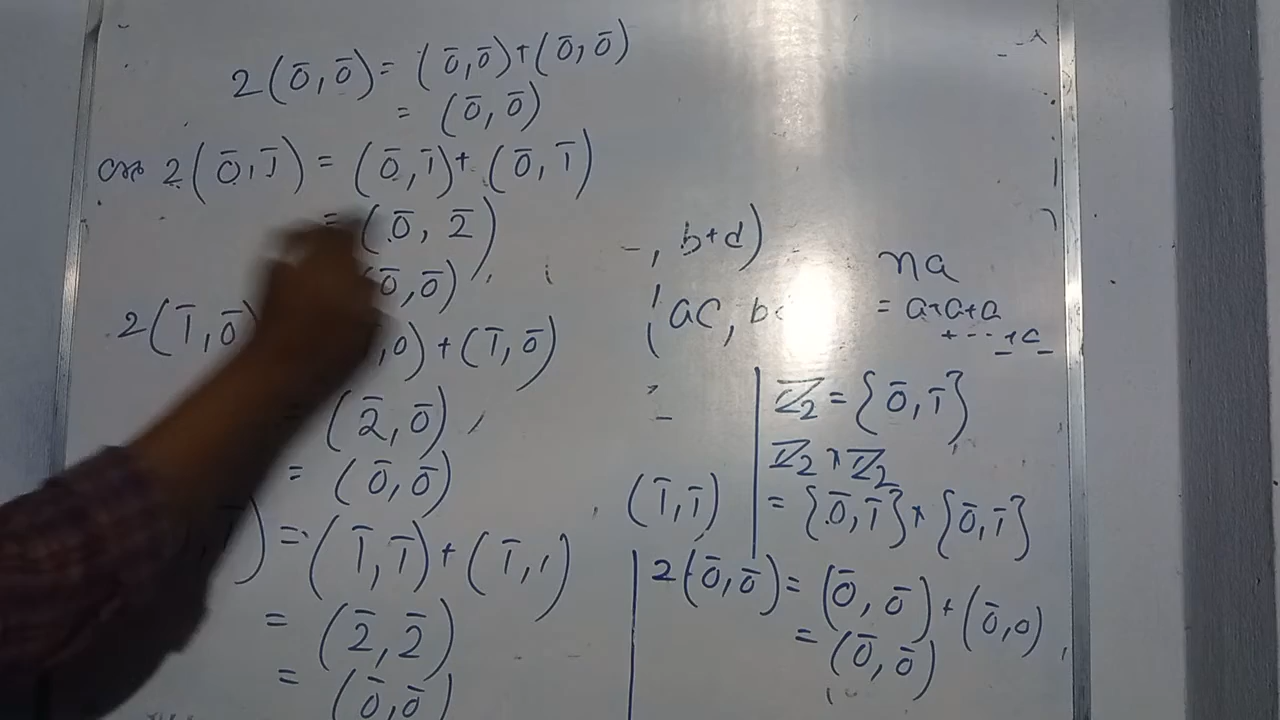 2(0̄,0̄) = (0̄,0̄)+(0̄,0̄)
= (0̄,0̄)
2(0̄,1̄) = (0̄,1̄)+(0̄,1̄)
= (0̄, 2̄)
0̄,0̄),
2(1̄,0̄ ,0)+(1̄,0̄)
= (2̄,0̄),
= (0̄,0̄)
) = (1̄,1̄)+(1̄,1)
= (2̄,2̄)
= (0̄,0̄)
, b+d)
(ac, b
na
= a+a+a
+---+a
Z₂ = {0̄,1̄}
Z₂×Z₂
= {0̄,1̄}×{0̄,1̄}
(1̄,1̄)
2(0̄,0̄) = (0̄,0̄)+(0̄,0)
= (0̄,0̄)